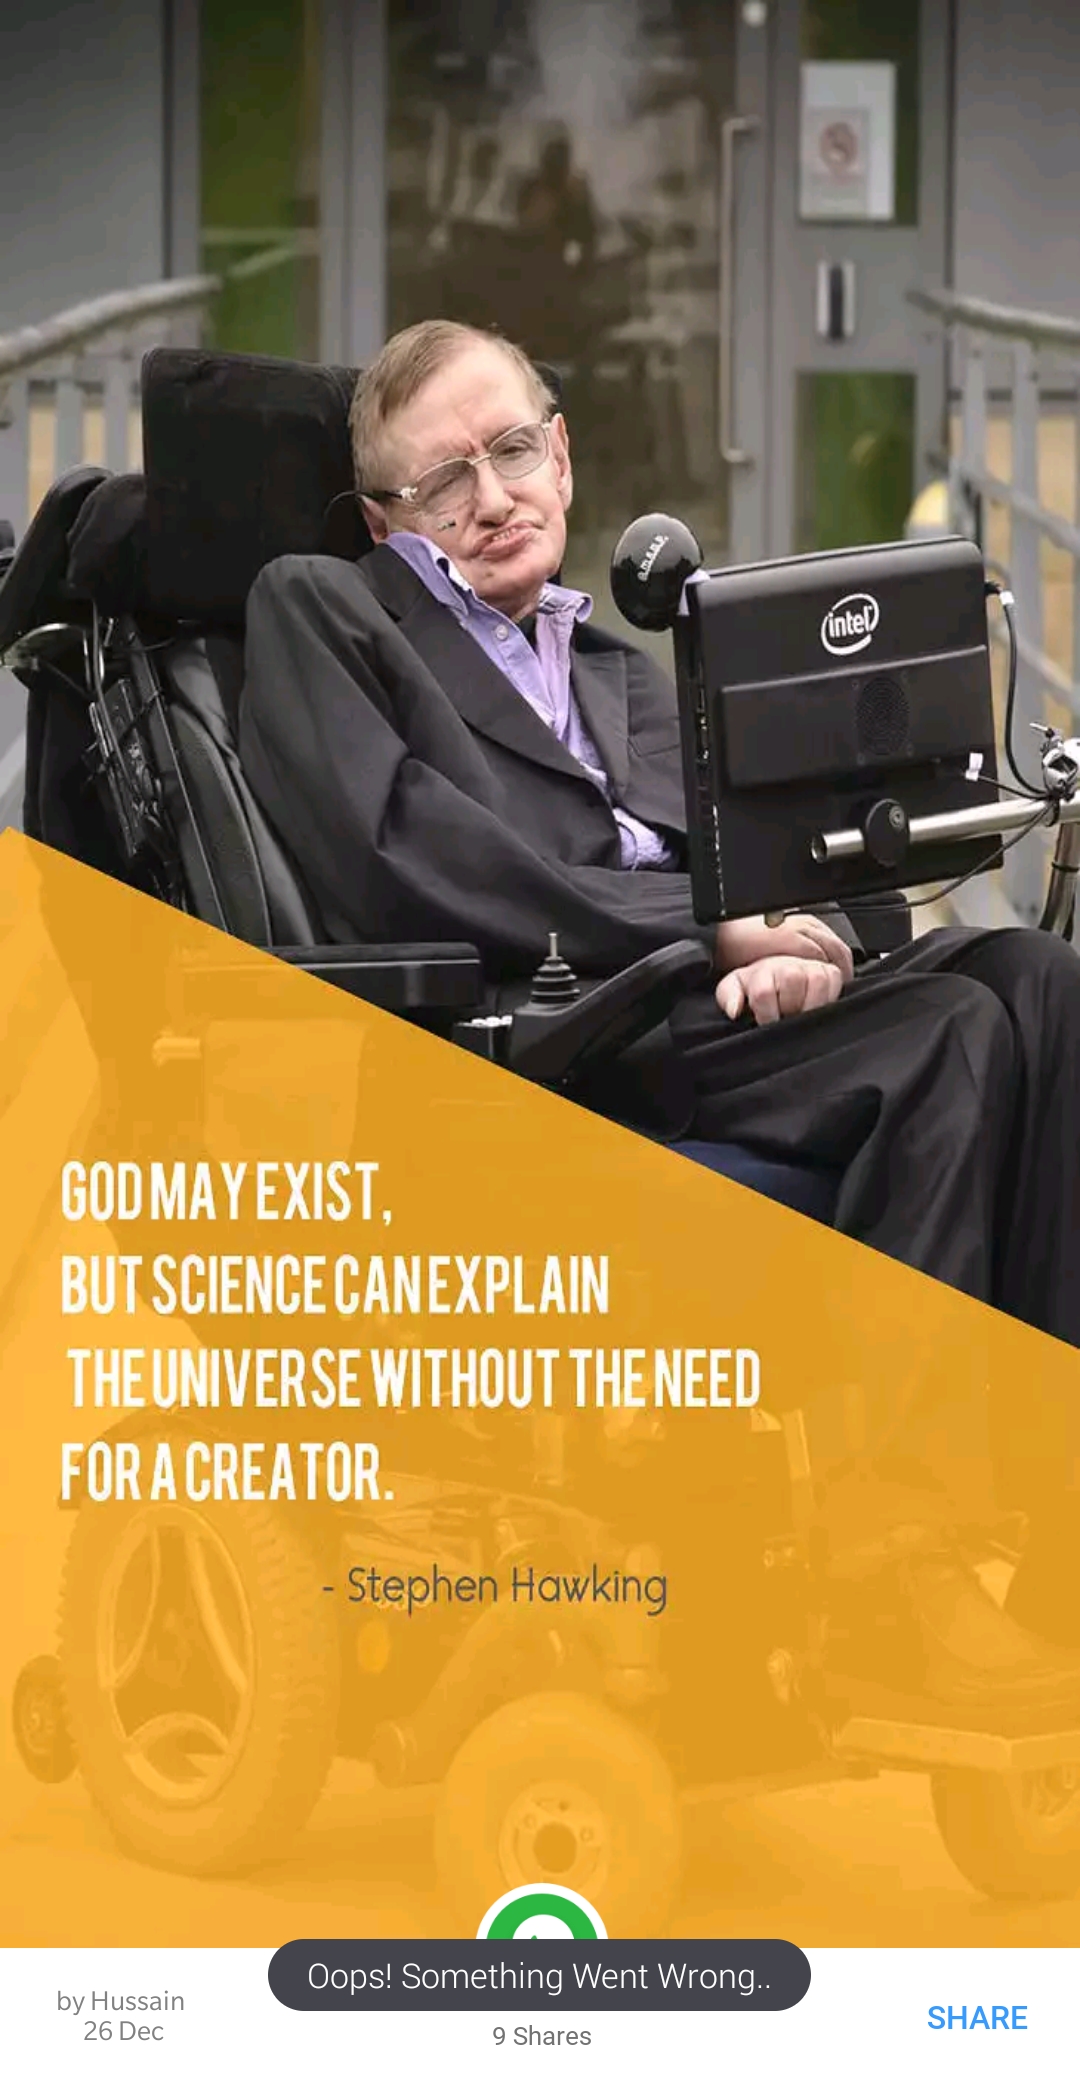 intel
GOD MAY EXIST,
BUT SCIENCE CAN EXPLAIN
THE UNIVERSE WITHOUT THE NEED
FOR A CREATOR.
- Stephen Hawking
Oops! Something Went Wrong..
by Hussain
26 Dec
9 Shares
SHARE